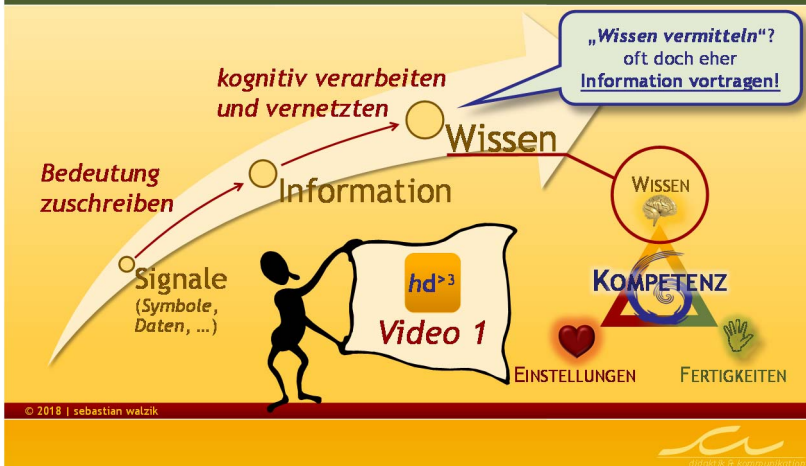 „Wissen vermitteln“?
oft doch eher
Information vortragen!
kognitiv verarbeiten
und vernetzten
Wissen
Bedeutung
zuschreiben
Information
Signale
(Symbole,
Daten, ...)
hd>3
Video 1
WISSEN
KOMPETENZ
EINSTELLUNGEN
FERTIGKEITEN
© 2018 | sebastian walzik